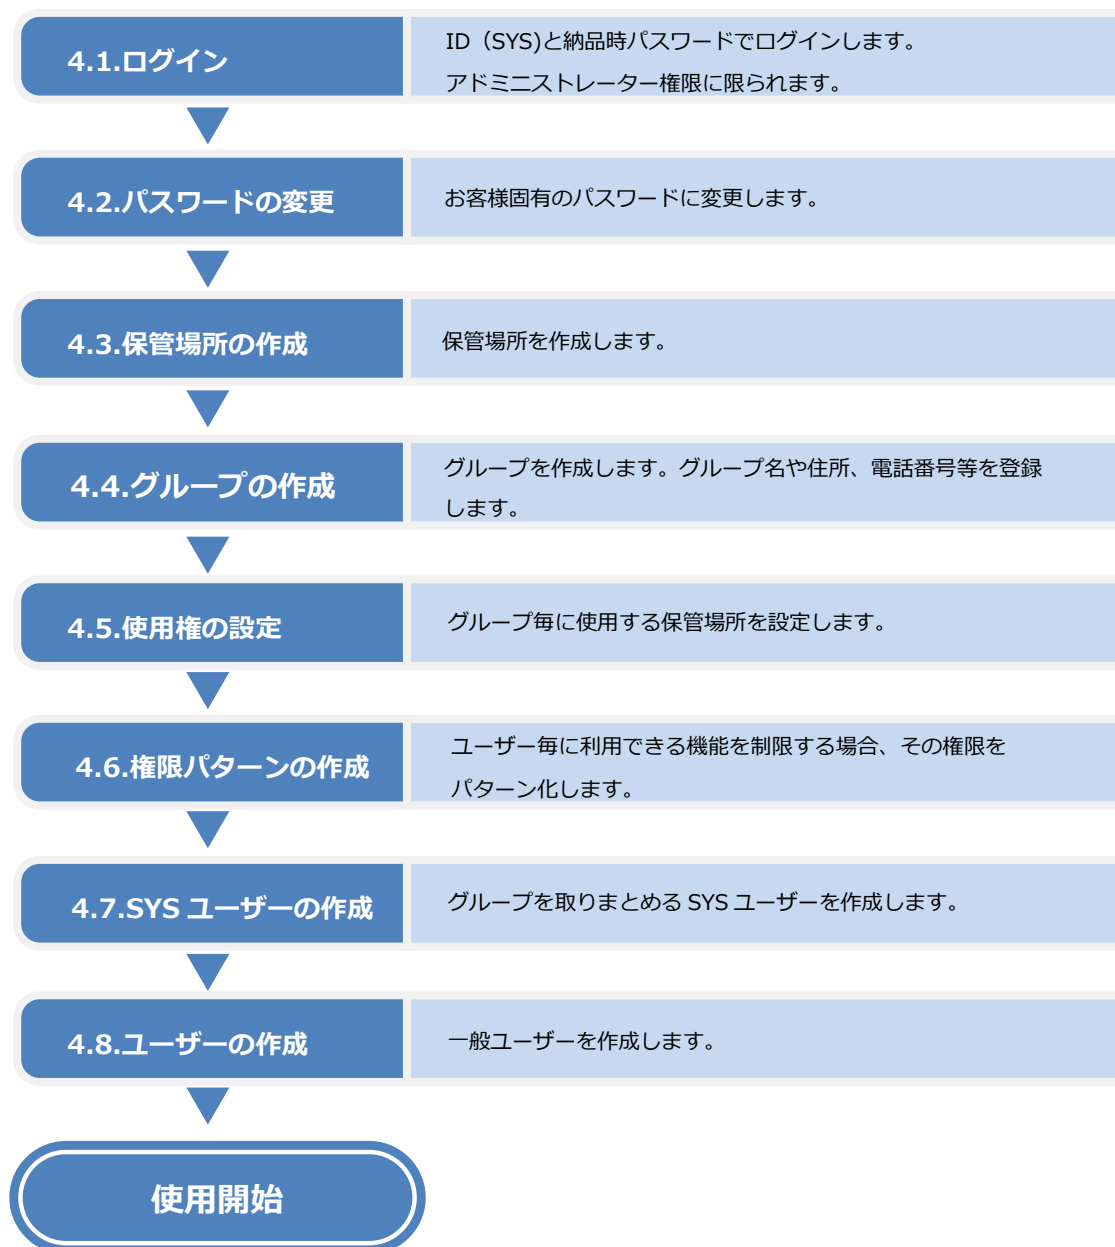 4.1.ログイン
ID（SYS)と納品時パスワードでログインします。
アドミニストレーター権限に限られます。
4.2.パスワードの変更
お客様固有のパスワードに変更します。
4.3.保管場所の作成
保管場所を作成します。
4.4.グループの作成
グループを作成します。グループ名や住所、電話番号等を登録
します。
4.5.使用権の設定
グループ毎に使用する保管場所を設定します。
4.6.権限パターンの作成
ユーザー毎に利用できる機能を制限する場合、その権限を
パターン化します。
4.7.SYS ユーザーの作成
グループを取りまとめる SYS ユーザーを作成します。
4.8.ユーザーの作成
一般ユーザーを作成します。
使用開始